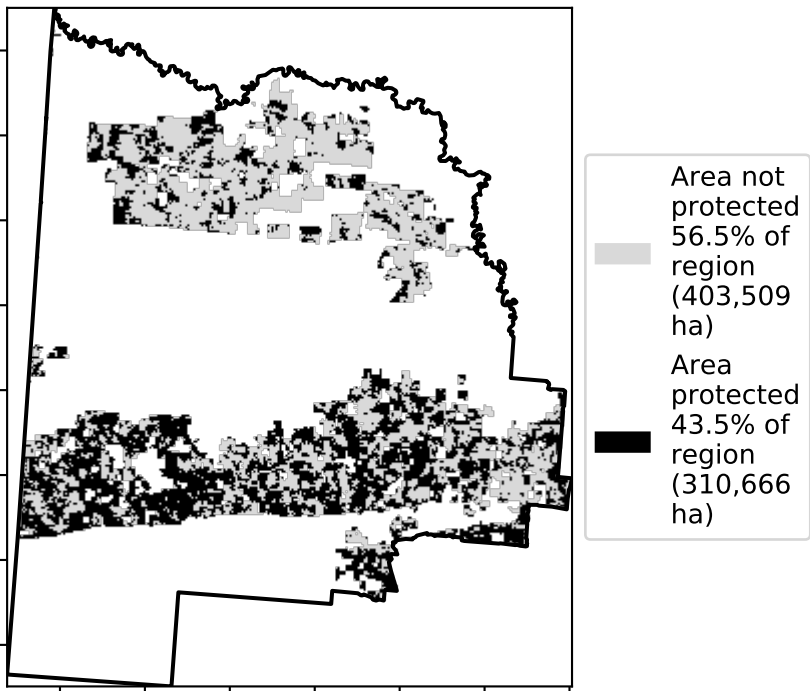 Area not
protected
56.5% of
region
(403,509
ha)
Area
protected
43.5% of
region
(310,666
ha)